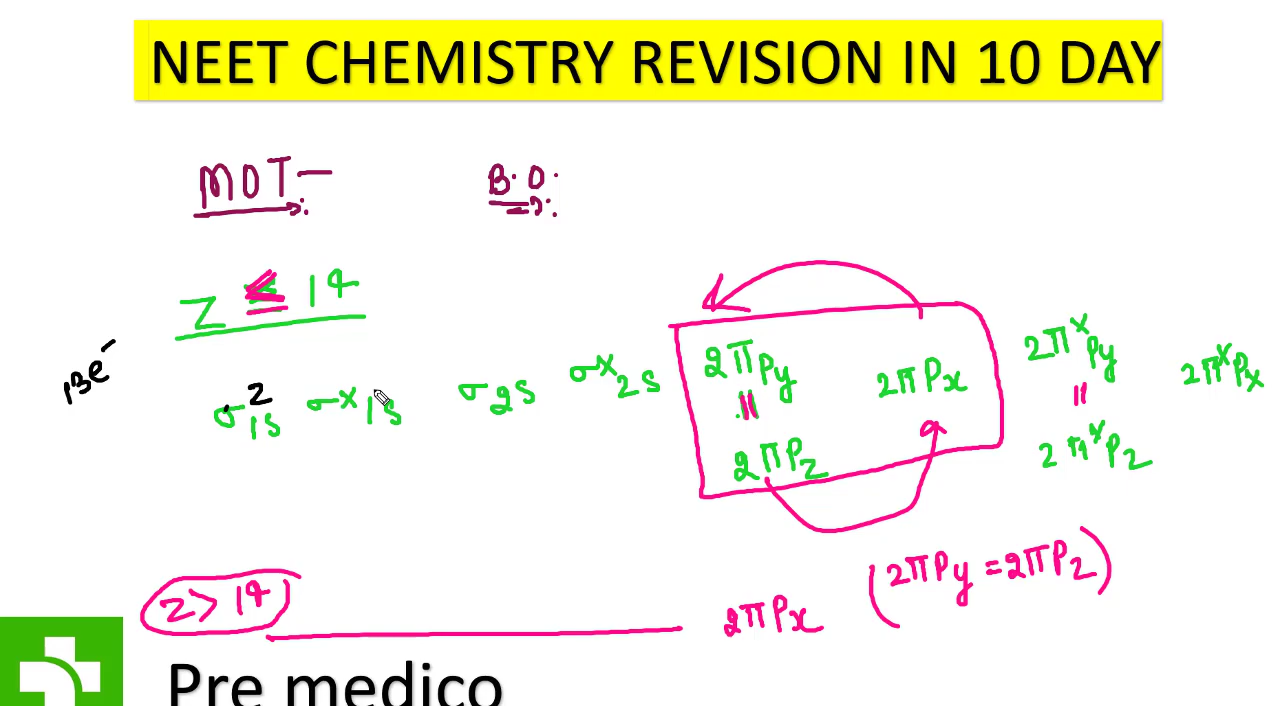 NEET CHEMISTRY REVISION IN 10 DAY
MOT –
B.O.
Z ≤ 14
13e⁻
σ1s² σ*1s σ2s σ*2s 2πPy = 2πPz 2πPx 2π*Py = 2π*Pz 2π*Px
Z > 14 2πPx (2πPy = 2πPz)
Pre medico